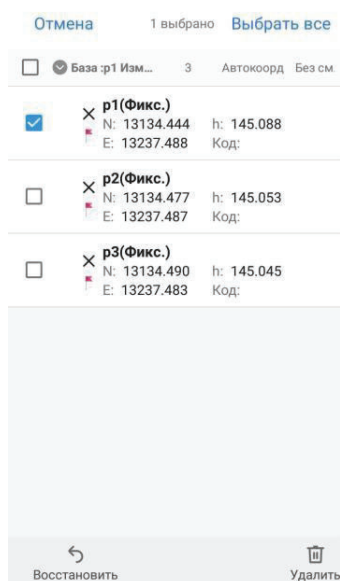 Отмена 1 выбрано Выбрать все
База :p1 Изм... 3 Автокоорд Без см
p1(Фикс.)
N: 13134.444 h: 145.088
E: 13237.488 Код:
p2(Фикс.)
N: 13134.477 h: 145.053
E: 13237.487 Код:
p3(Фикс.)
N: 13134.490 h: 145.045
E: 13237.483 Код:
Восстановить Удалить